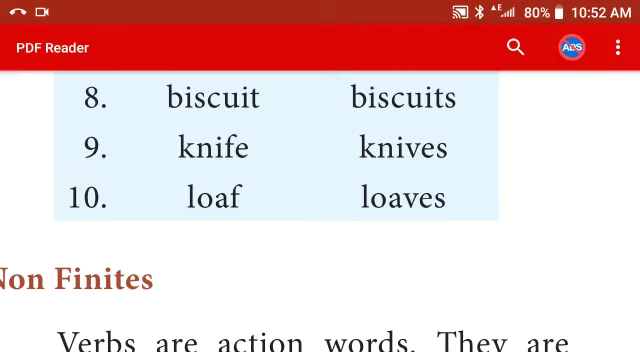 80% 10:52 AM
PDF Reader
ADS
8. biscuit biscuits
9. knife knives
10. loaf loaves
Non Finites
Verbs are action words. They are